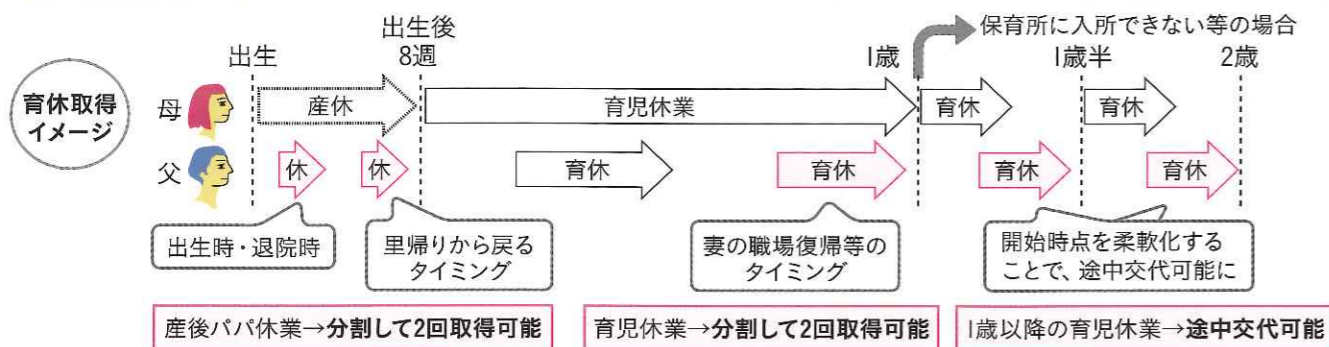 保育所に入所できない等の場合
出生
出生後
8週
1歳
1歳半
2歳
育休取得
イメージ
母
産休
育児休業
育休
育休
父
休
休
育休
育休
育休
育休
出生時・退院時
里帰りから戻る
タイミング
妻の職場復帰等の
タイミング
開始時点を柔軟化する
ことで、途中交代可能に
産後パパ休業→分割して2回取得可能
育児休業→分割して2回取得可能
1歳以降の育児休業→途中交代可能